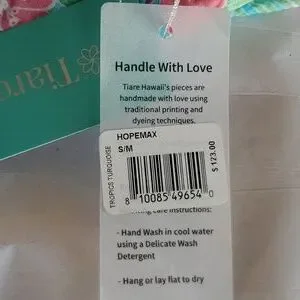 Tiare
Handle With Love
Tiare Hawaii's pieces are
handmade with love using
traditional printing and
dyeing techniques.
HOPEMAX
S/M
TROPICS TURQUOISE
$ 123.00
8 10085 49654 0
care instructions:
- Hand Wash in cool water
using a Delicate Wash
Detergent
- Hang or lay flat to dry